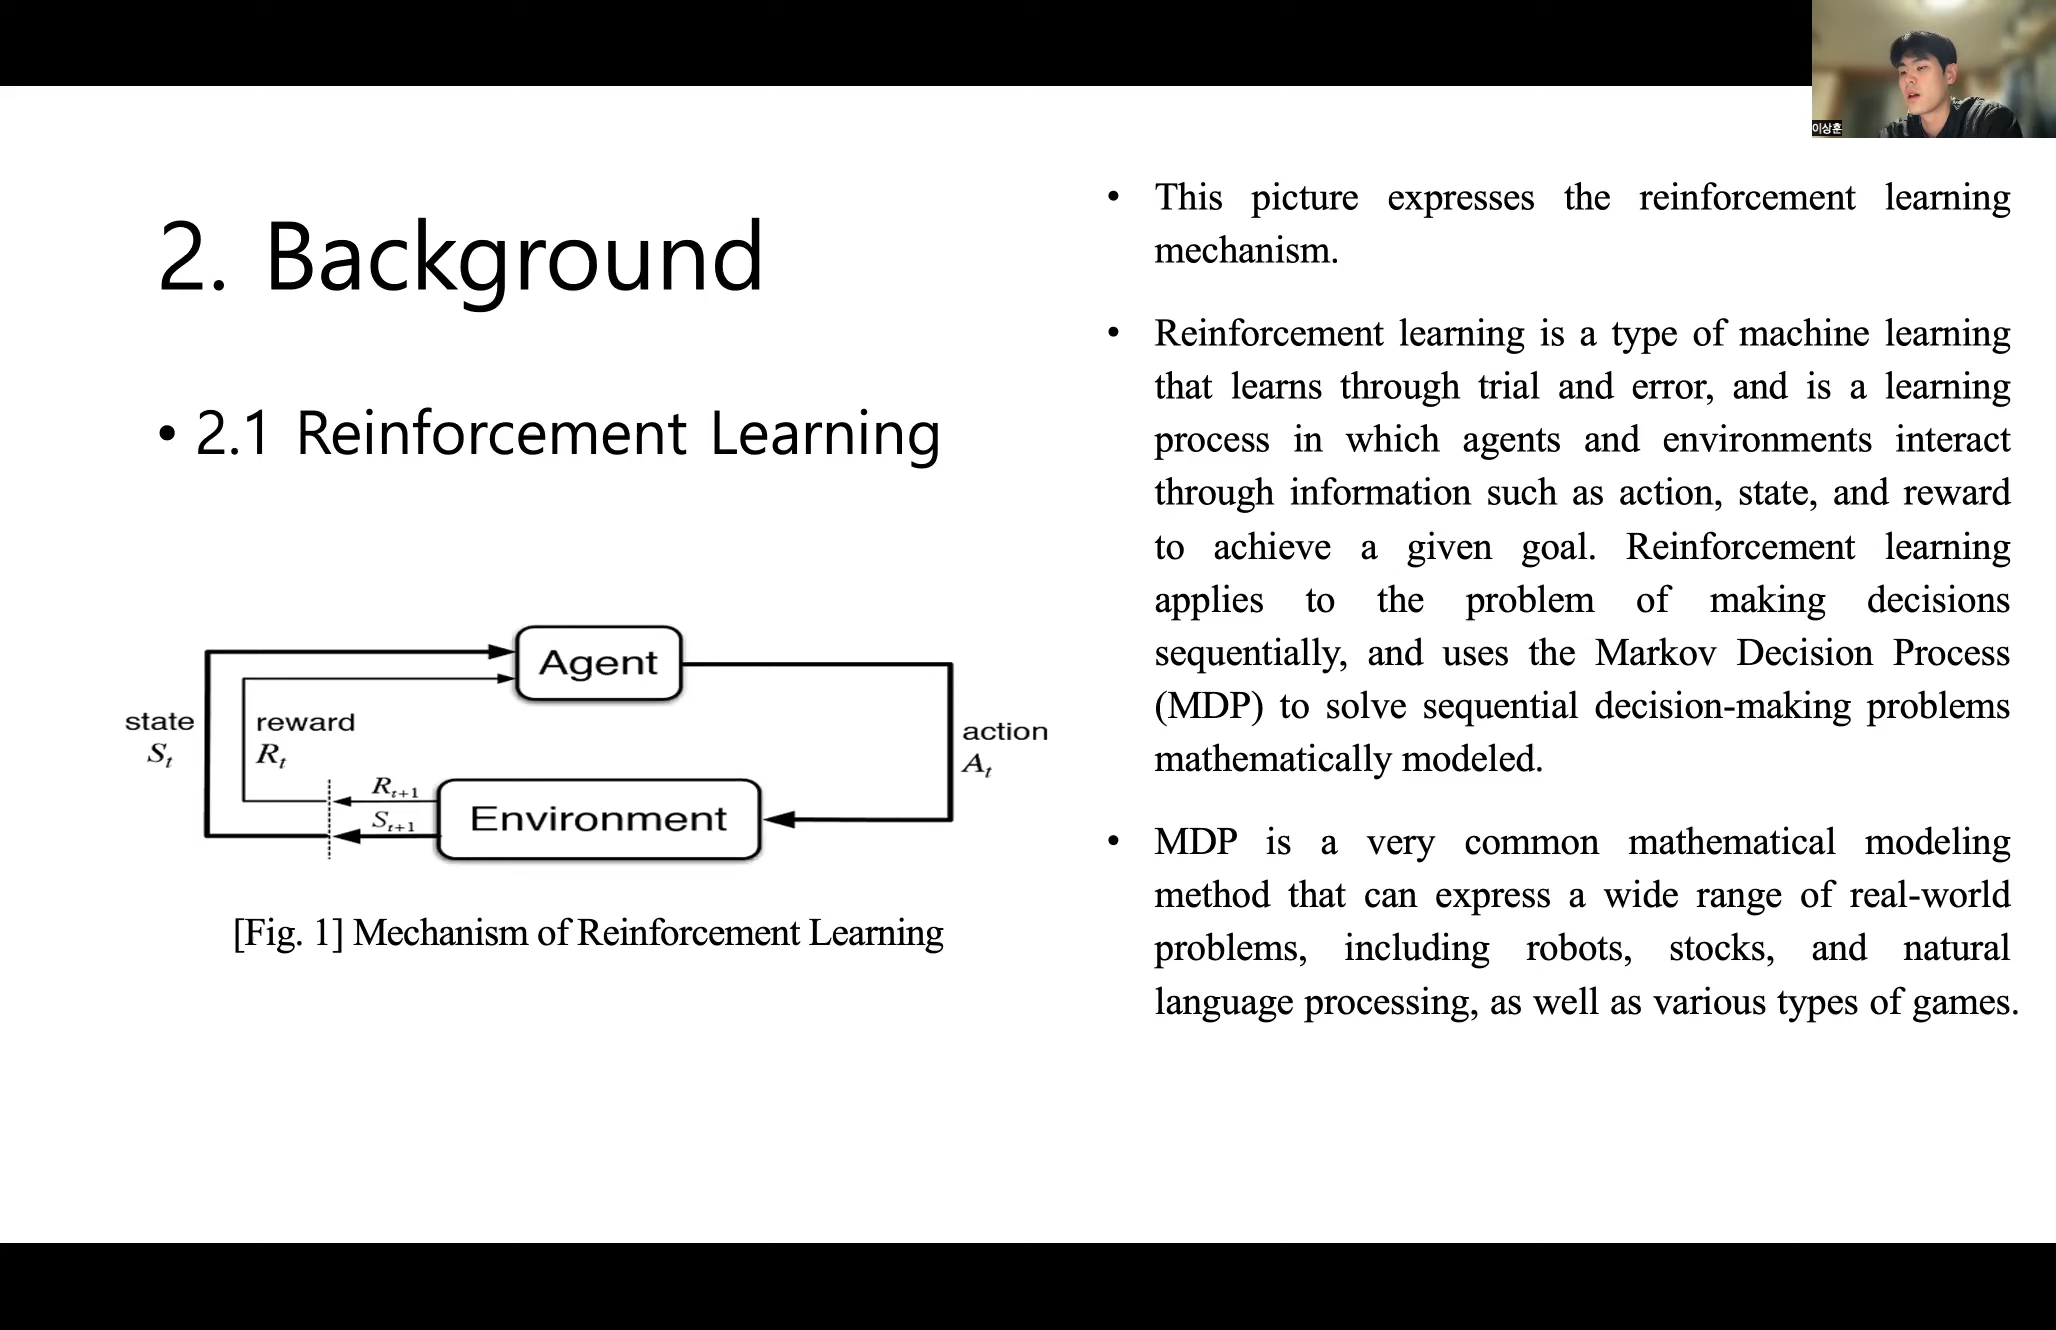 이상훈
2. Background
• 2.1 Reinforcement Learning
Agent
state
S_t
reward
R_t
action
A_t
R_{t+1}
S_{t+1}
Environment
[Fig. 1] Mechanism of Reinforcement Learning
• This picture expresses the reinforcement learning
mechanism.
• Reinforcement learning is a type of machine learning
that learns through trial and error, and is a learning
process in which agents and environments interact
through information such as action, state, and reward
to achieve a given goal. Reinforcement learning
applies to the problem of making decisions
sequentially, and uses the Markov Decision Process
(MDP) to solve sequential decision-making problems
mathematically modeled.
• MDP is a very common mathematical modeling
method that can express a wide range of real-world
problems, including robots, stocks, and natural
language processing, as well as various types of games.